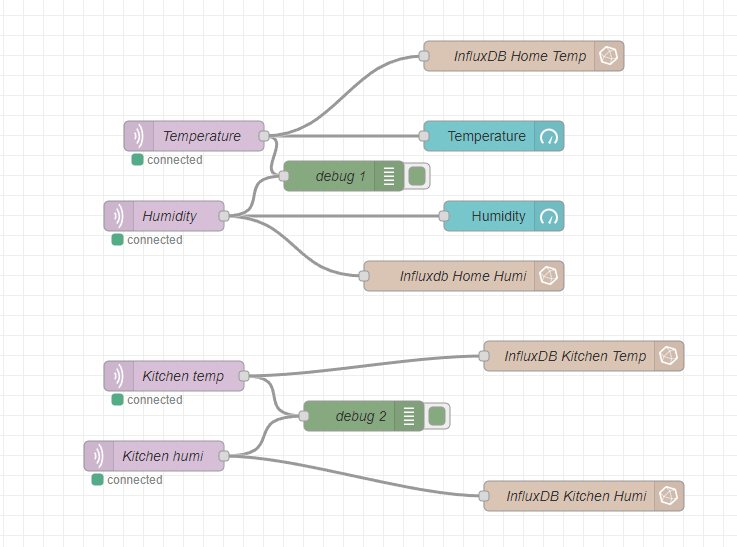 InfluxDB Home Temp
Temperature
Temperature
connected
debug 1
Humidity
Humidity
connected
Influxdb Home Humi
InfluxDB Kitchen Temp
Kitchen temp
connected
debug 2
Kitchen humi
connected
InfluxDB Kitchen Humi